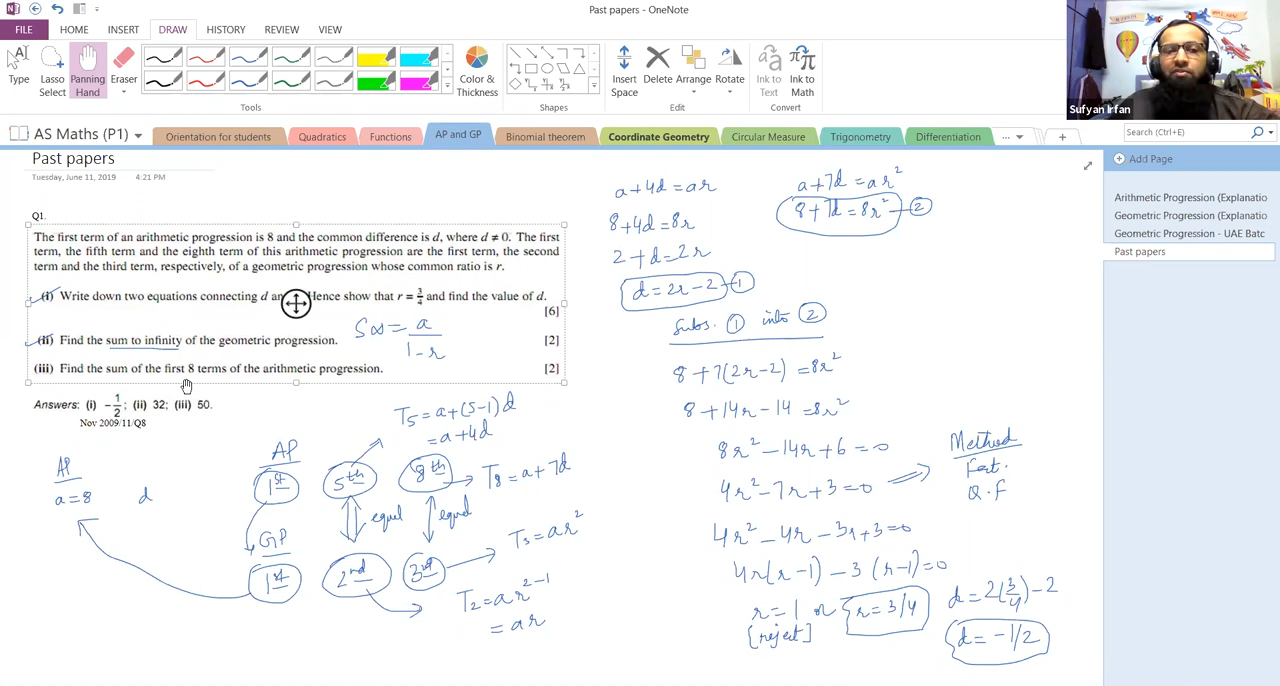 Past papers - OneNote
FILE HOME INSERT DRAW HISTORY REVIEW VIEW
Type Lasso Select Panning Hand Eraser
Color & Thickness
Insert Space Delete Arrange Rotate Ink to Text Ink to Math
Tools Shapes Edit Convert
Sufyan Irfan
AS Maths (P1) Orientation for students Quadratics Functions AP and GP Binomial theorem Coordinate Geometry Circular Measure Trigonometry Differentiation ... Search (Ctrl+E)
Past papers
Tuesday, June 11, 2019 4:21 PM
Add Page
Arithmetic Progression (Explanatio
Geometric Progression (Explanatio
Geometric Progression - UAE Batc
Past papers
Q1.
The first term of an arithmetic progression is 8 and the common difference is d, where d ≠ 0. The first
term, the fifth term and the eighth term of this arithmetic progression are the first term, the second
term and the third term, respectively, of a geometric progression whose common ratio is r.
(i) Write down two equations connecting d an Hence show that r = 3/4 and find the value of d.
[6]
(ii) Find the sum to infinity of the geometric progression. [2]
S∞ = a/(1-r)
(iii) Find the sum of the first 8 terms of the arithmetic progression. [2]
Answers: (i) -1/2; (ii) 32; (iii) 50.
Nov 2009/11/Q8
AP
a=8 d
AP
1st 5th 8th
T5=a+(5-1)d
=a+4d
T8=a+7d
equal equal
GP
1st 2nd 3rd
T3=ar²
T2=ar²⁻¹
=ar
a+4d=ar
8+4d=8r
2+d=2r
d=2r-2 ①
a+7d=ar²
8+7d=8r² ②
Subs. ① into ②
8+7(2r-2)=8r²
8+14r-14=8r²
8r²-14r+6=0
4r²-7r+3=0
Method
Fact.
Q.F
4r²-4r-3r+3=0
4r(r-1)-3(r-1)=0
r=1 or r=3/4
[reject]
d=2(3/4)-2
d=-1/2